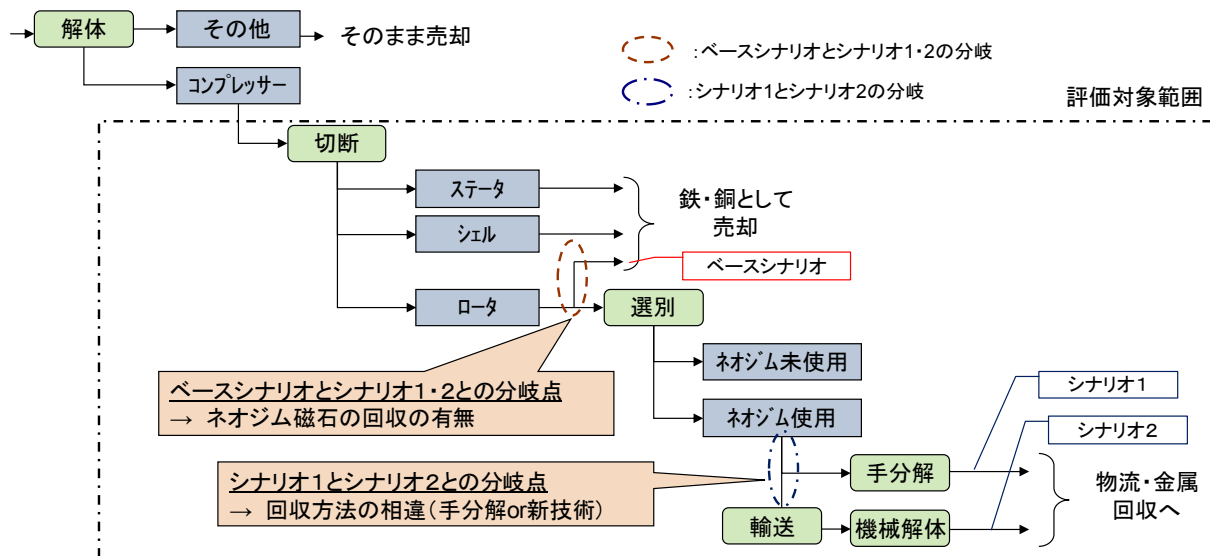 解体
その他
そのまま売却
:ベースシナリオとシナリオ1・2の分岐
ｺﾝﾌﾟﾚｯｻｰ
:シナリオ1とシナリオ2の分岐
評価対象範囲
切断
ｽﾃｰﾀ
鉄・銅として
売却
ｼｪﾙ
ベースシナリオ
ﾛｰﾀ
選別
ﾈｵｼﾞﾑ未使用
ベースシナリオとシナリオ1・2との分岐点
→ ネオジム磁石の回収の有無
シナリオ1
ﾈｵｼﾞﾑ使用
シナリオ2
シナリオ1とシナリオ2との分岐点
→ 回収方法の相違(手分解or新技術)
手分解
物流・金属
回収へ
輸送
機械解体